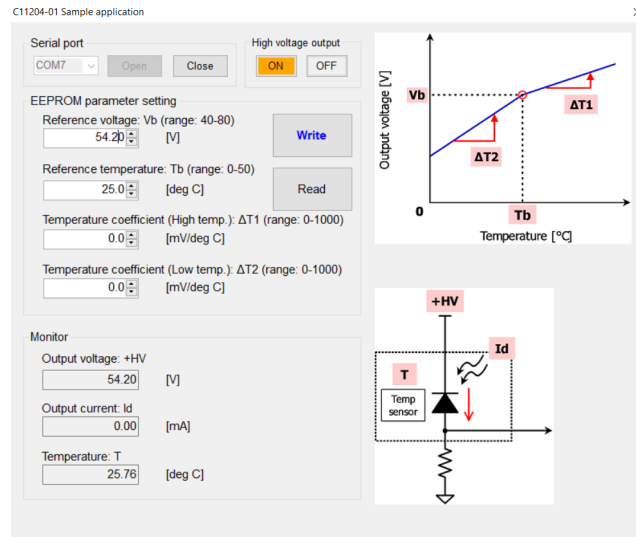 C11204-01 Sample application
Serial port
COM7
Open
Close
High voltage output
ON
OFF
EEPROM parameter setting
Reference voltage: Vb (range: 40-80)
54.20
[V]
Write
Reference temperature: Tb (range: 0-50)
25.0
[deg C]
Read
Temperature coefficient (High temp.): ΔT1 (range: 0-1000)
0.0
[mV/deg C]
Temperature coefficient (Low temp.): ΔT2 (range: 0-1000)
0.0
[mV/deg C]
Monitor
Output voltage: +HV
54.20
[V]
Output current: Id
0.00
[mA]
Temperature: T
25.76
[deg C]
Output voltage [V]
Vb
ΔT1
ΔT2
0
Tb
Temperature [°C]
+HV
Id
T
Temp
sensor